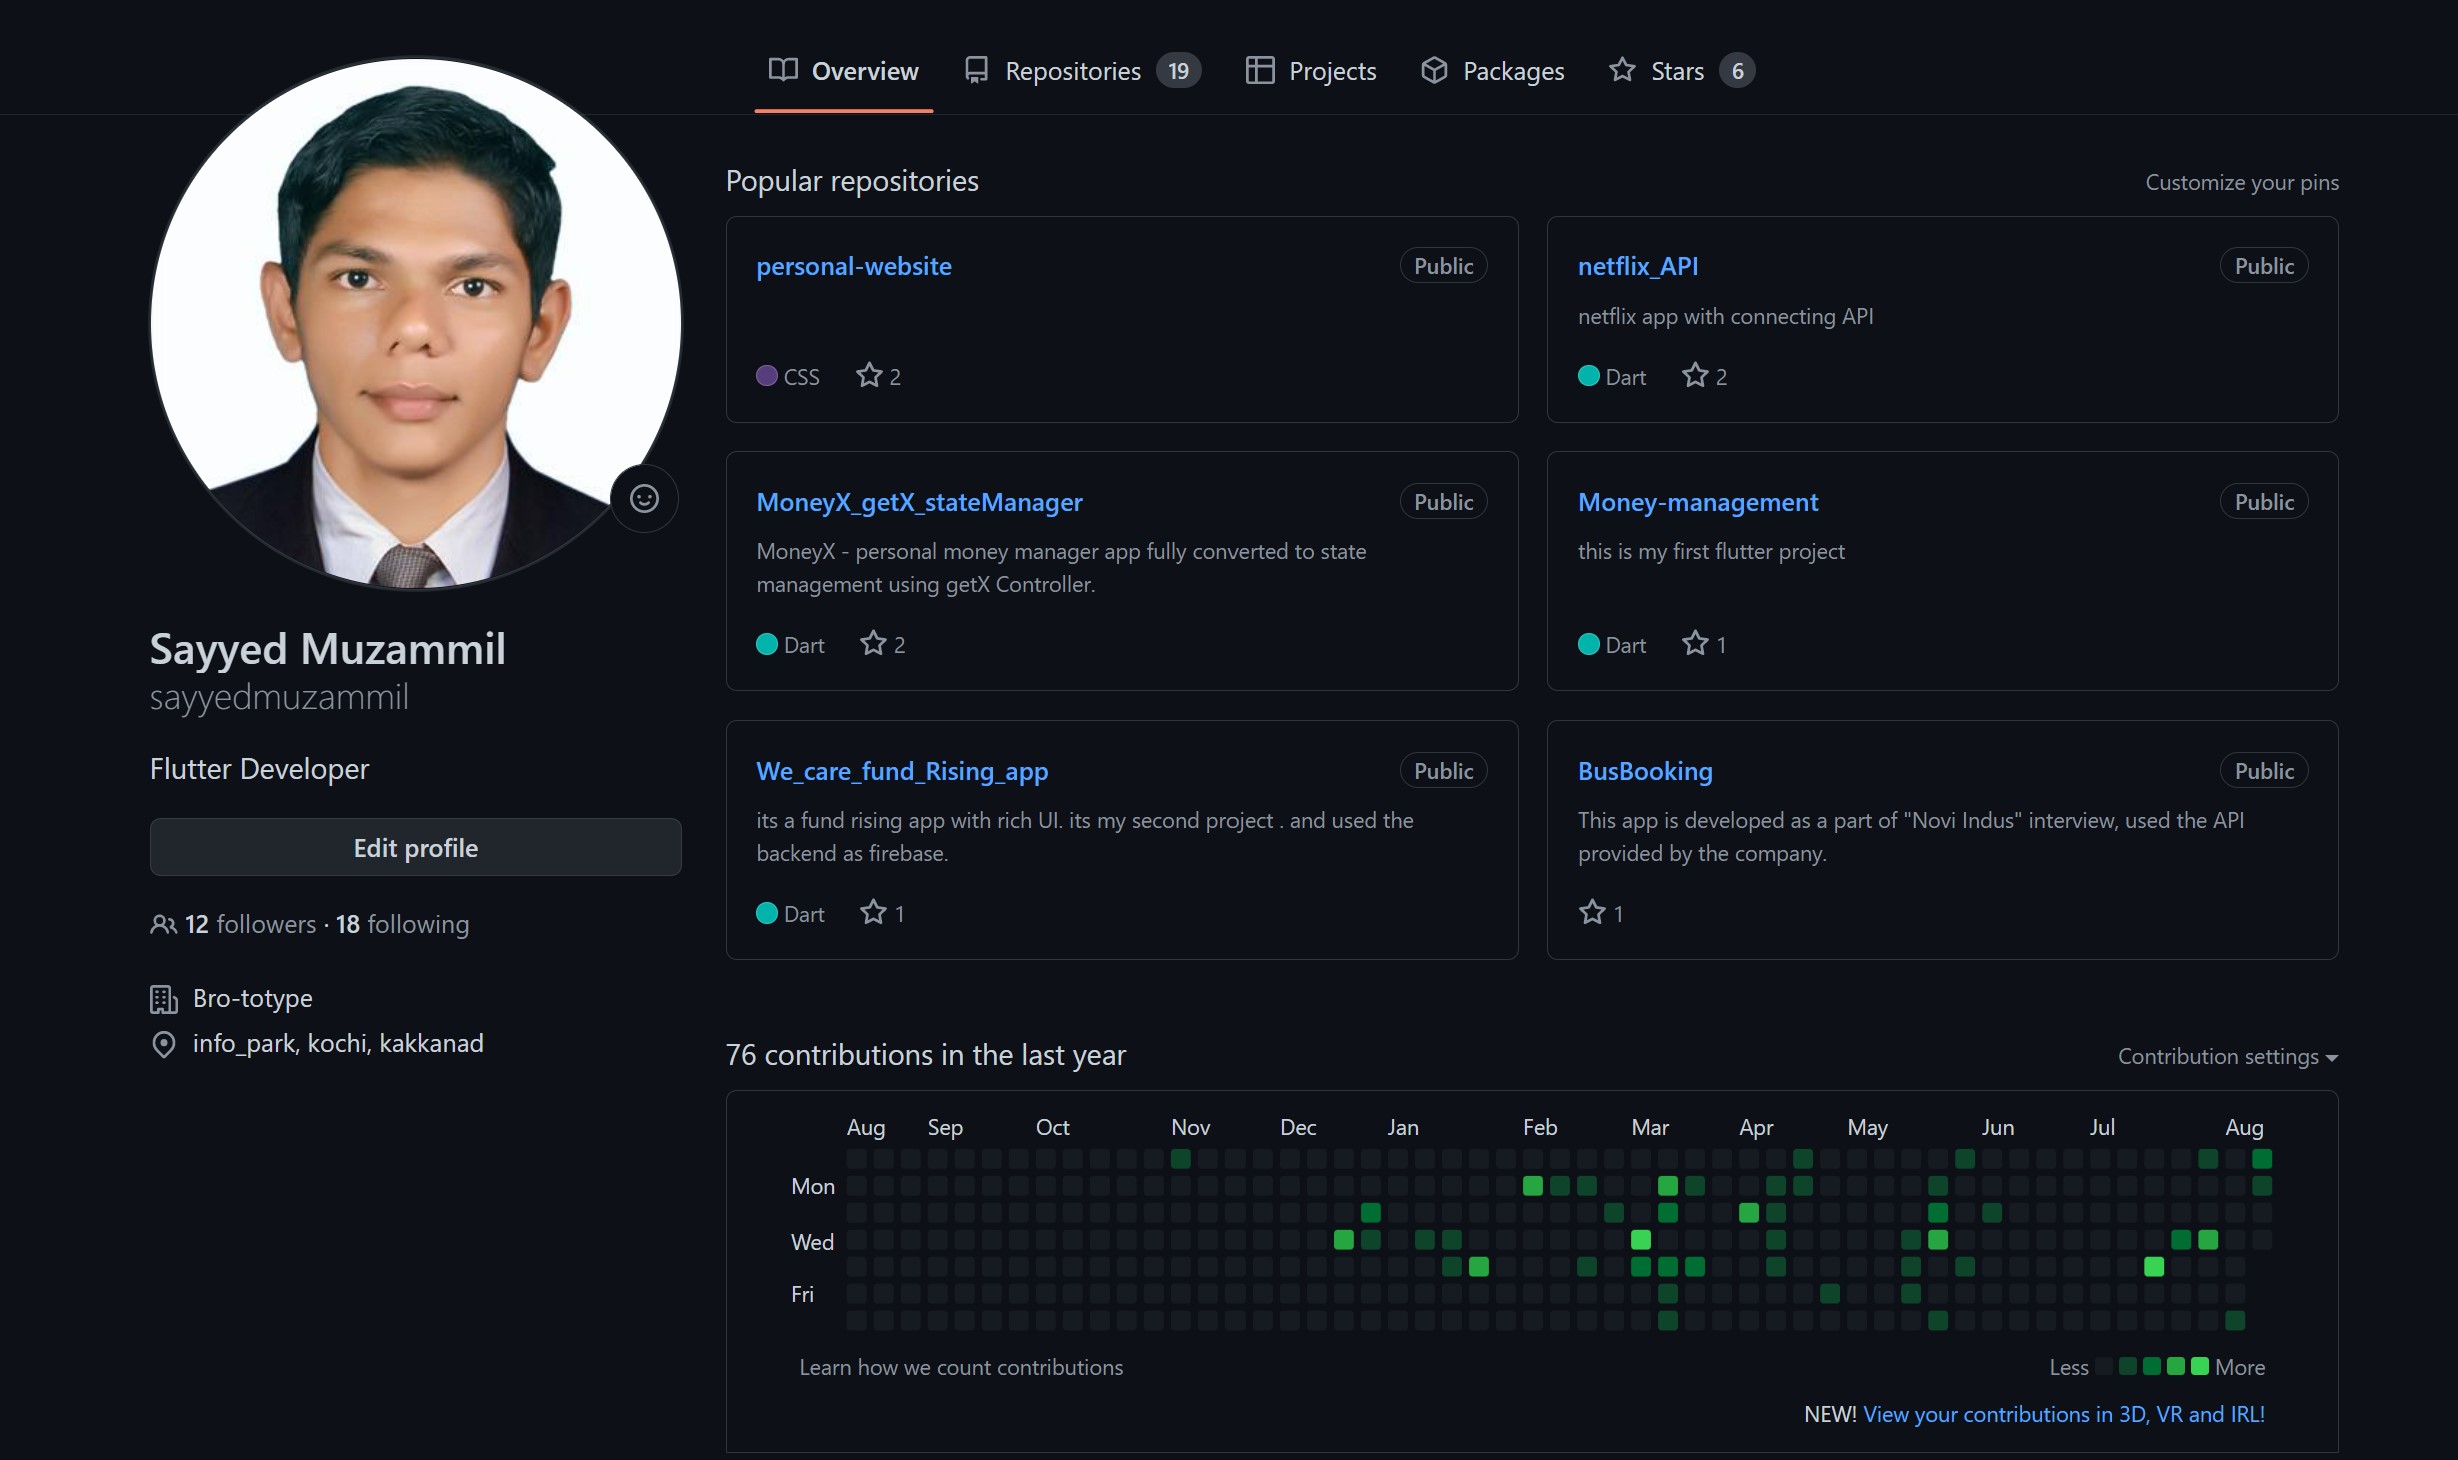 Overview Repositories 19 Projects Packages Stars 6
Sayyed Muzammil
sayyedmuzammil
Flutter Developer
Edit profile
12 followers · 18 following
Bro-totype
info_park, kochi, kakkanad
Popular repositories
Customize your pins
personal-website Public
CSS 2
netflix_API Public
netflix app with connecting API
Dart 2
MoneyX_getX_stateManager Public
MoneyX - personal money manager app fully converted to state
management using getX Controller.
Dart 2
Money-management Public
this is my first flutter project
Dart 1
We_care_fund_Rising_app Public
its a fund rising app with rich UI. its my second project . and used the
backend as firebase.
Dart 1
BusBooking Public
This app is developed as a part of "Novi Indus" interview, used the API
provided by the company.
1
76 contributions in the last year
Contribution settings
Aug Sep Oct Nov Dec Jan Feb Mar Apr May Jun Jul Aug
Mon
Wed
Fri
Learn how we count contributions
Less More
NEW! View your contributions in 3D, VR and IRL!